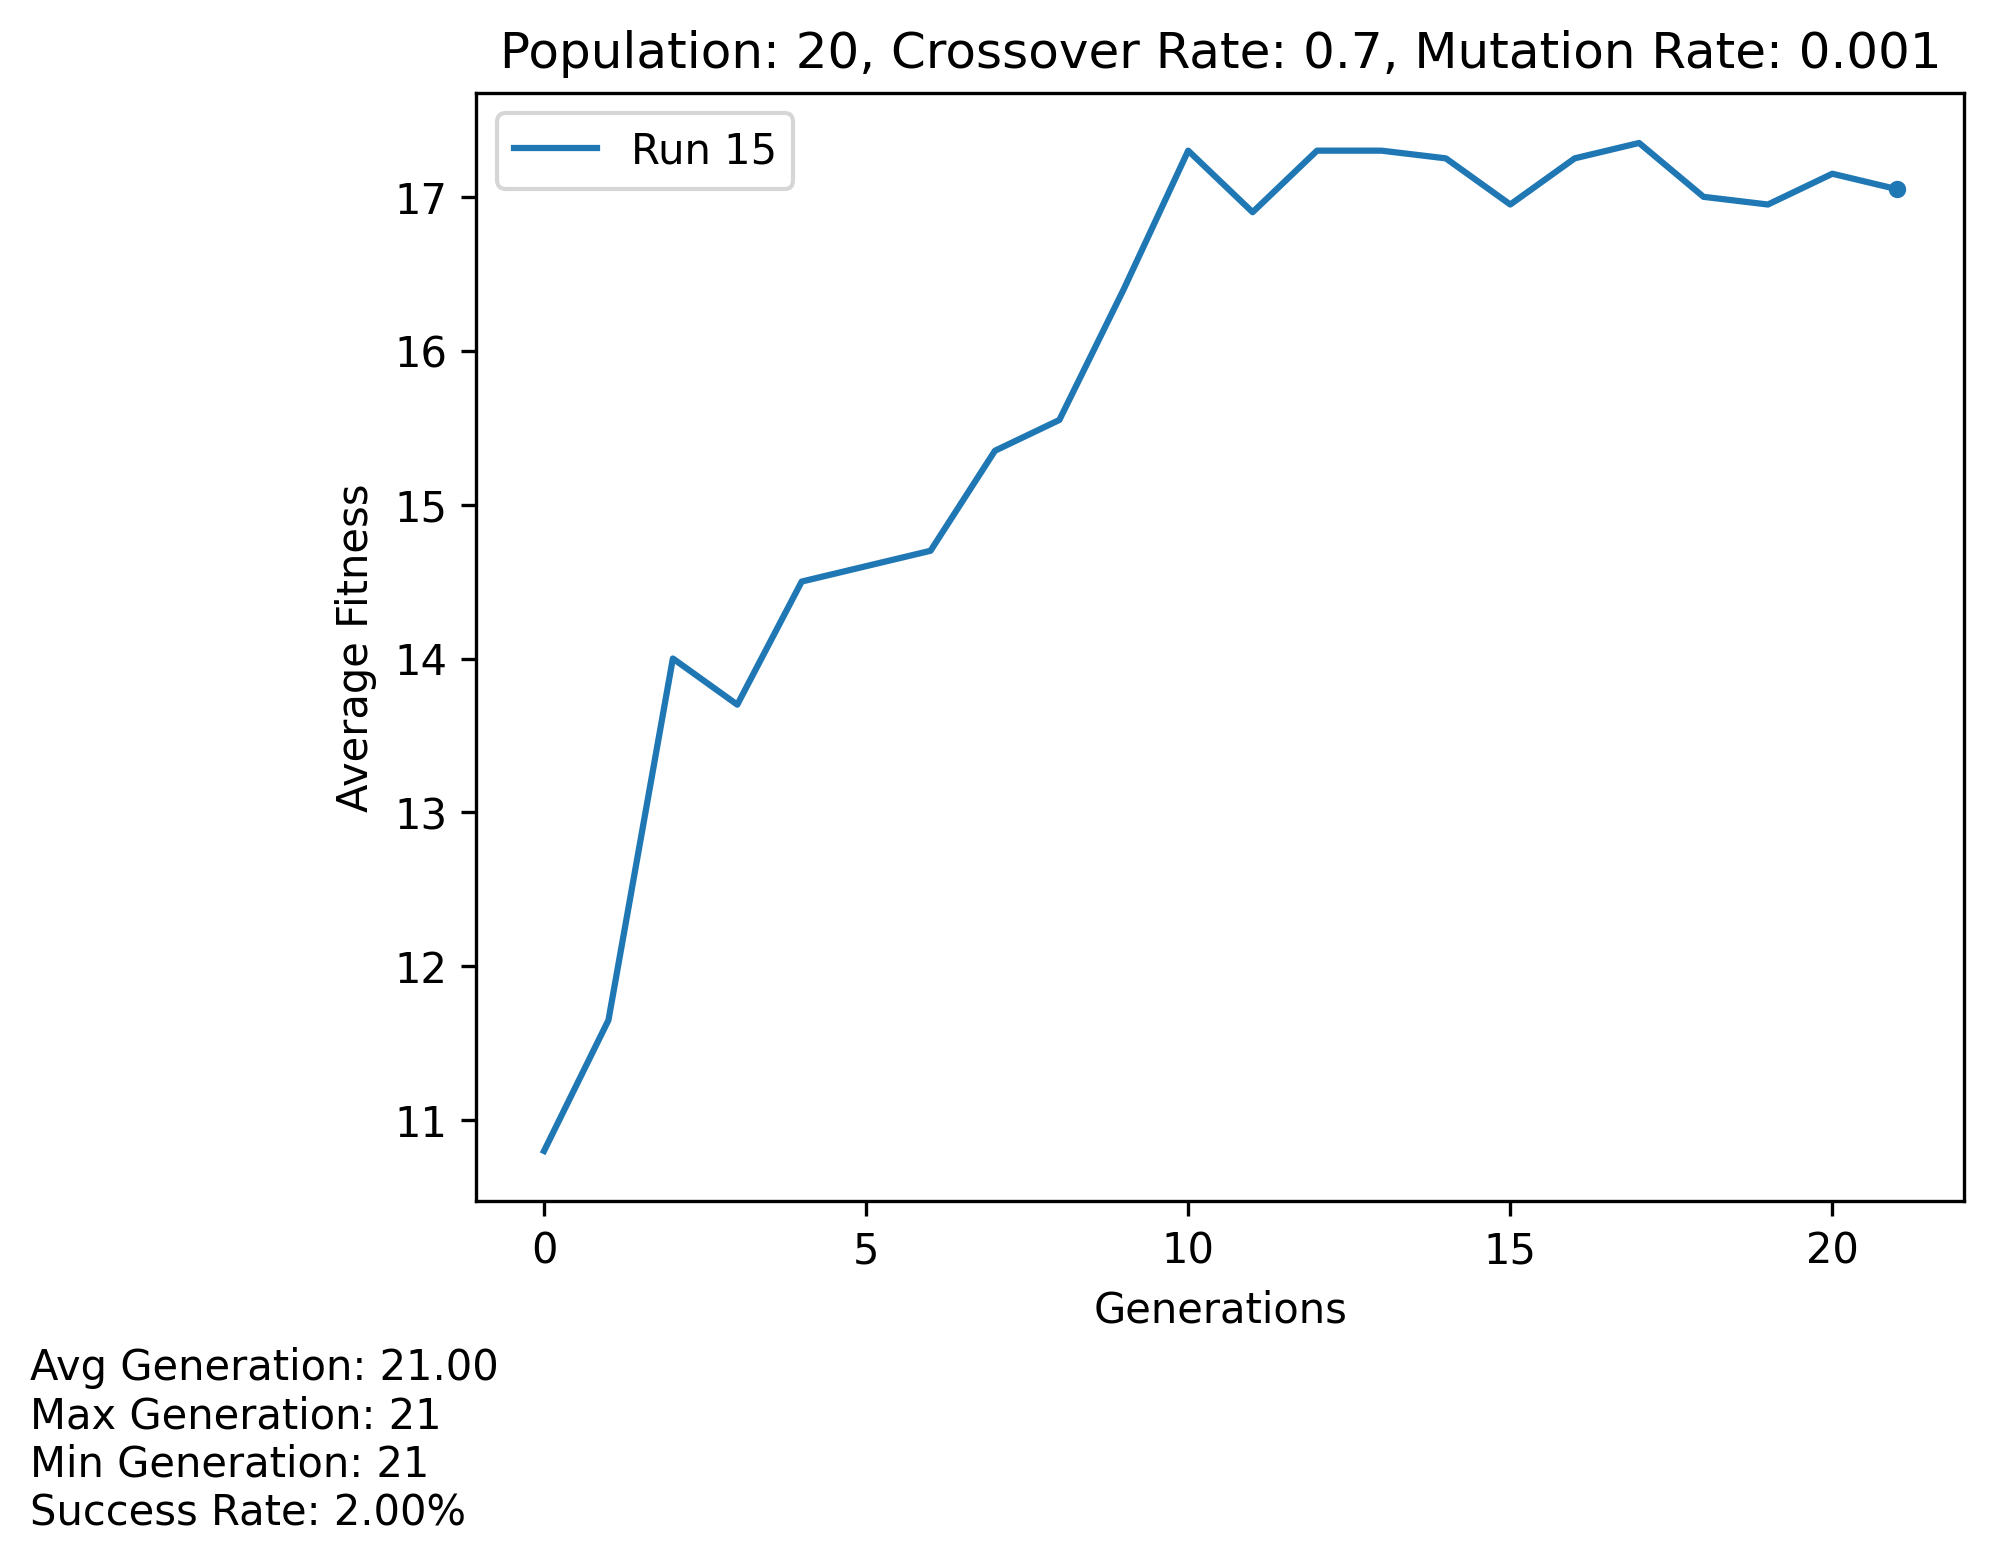 Population: 20, Crossover Rate: 0.7, Mutation Rate: 0.001
Run 15
17
16
15
14
13
12
11
Average Fitness
0 5 10 15 20
Generations
Avg Generation: 21.00
Max Generation: 21
Min Generation: 21
Success Rate: 2.00%